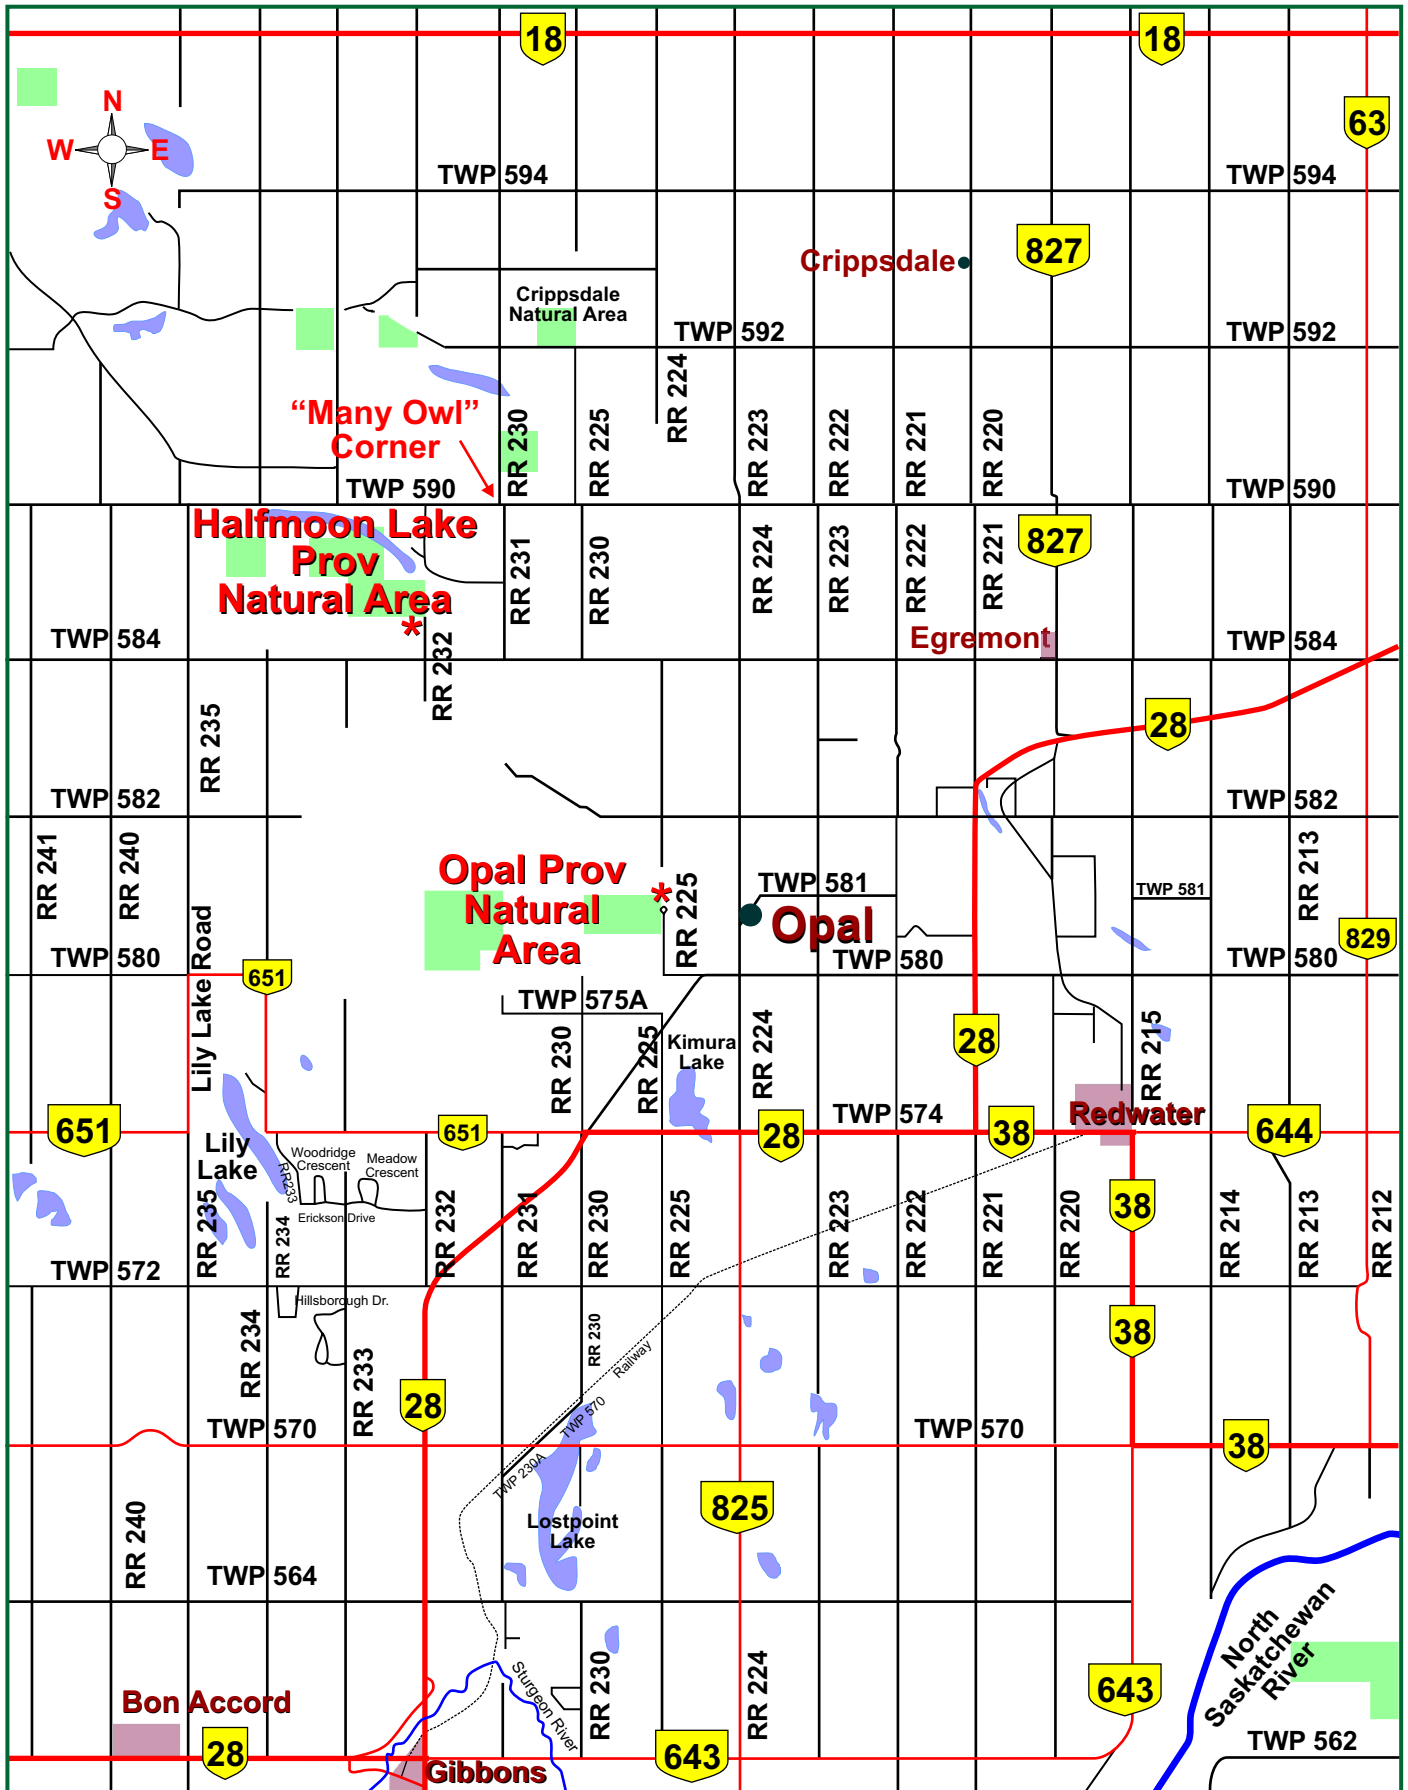 18
18
63
N
W
E
S
TWP 594
TWP 594
827
Crippsdale
Crippsdale
Natural Area
TWP 592
TWP 592
RR 224
“Many Owl”
Corner
RR 230
RR 225
RR 223
RR 222
RR 221
RR 220
TWP 590
TWP 590
Halfmoon Lake
Prov
Natural Area
*
RR 231
RR 230
RR 224
RR 223
RR 222
RR 221
827
TWP 584
Egremont
TWP 584
RR 232
RR 235
28
TWP 582
TWP 582
RR 241
RR 240
Opal Prov
Natural
Area
*
RR 225
TWP 581
Opal
TWP 581
RR 213
829
TWP 580
Lily Lake Road
651
TWP 580
TWP 580
TWP 575A
RR 230
RR 225
Kimura
Lake
RR 224
28
RR 215
TWP 574
Redwater
651
651
28
38
644
Lily
Lake
Woodridge
Crescent
Meadow
Crescent
RR233
Erickson Drive
RR 235
RR 234
RR 232
RR 231
RR 230
RR 225
RR 223
RR 222
RR 221
RR 220
38
RR 214
RR 213
RR 212
TWP 572
Hillsborough Dr.
RR 234
RR 233
RR 230
Railway
38
28
TWP 570
TWP 570
TWP 570
38
TWP 230A
RR 240
Lostpoint
Lake
825
TWP 564
North
Saskatchewan
River
Sturgeon River
RR 230
RR 224
643
Bon Accord
28
643
TWP 562
Gibbons